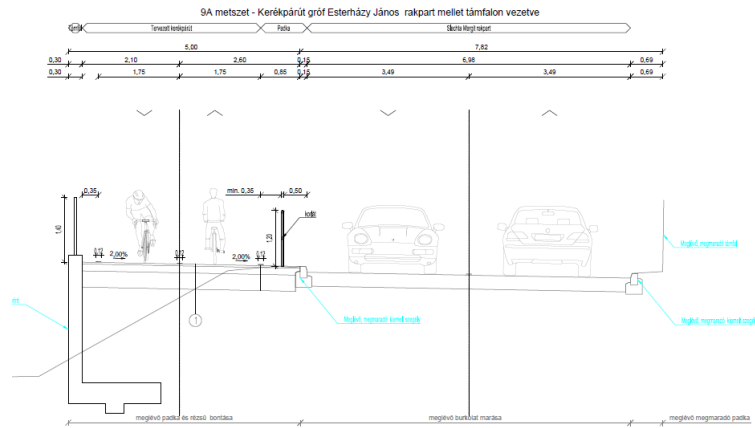 9A metszet - Kerékpárút gróf Esterházy János rakpart mellet támfalon vezetve
Támfal Tervezett kerékpárút Padka Slachta Margit rakpart
5,00 7,82
0,30 2,10 2,60 0,15 6,98 0,69
0,30 1,75 1,75 0,85 0,15 3,49 3,49 0,69
0,35 min. 0,35 0,50
korlát
1,40 1,20
2,00% 2,00%
Meglévő, megmaradó támfal
1
Meglévő, megmaradó kiemelt szegély
Meglévő, megmaradó kiemelt szegély
meglévő padka és rézsű bontása meglévő burkolat marása meglévő megmaradó padka